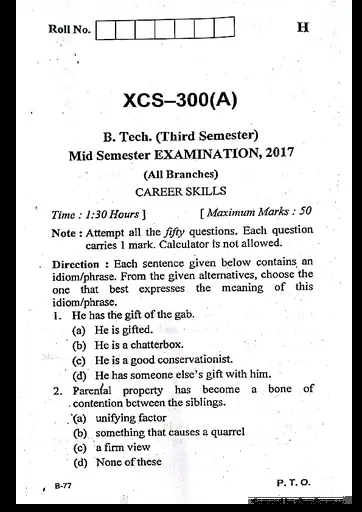 Roll No.
H
XCS–300(A)
B. Tech. (Third Semester)
Mid Semester EXAMINATION, 2017
(All Branches)
CAREER SKILLS
Time : 1:30 Hours ] [ Maximum Marks : 50
Note : Attempt all the fifty questions. Each question
carries 1 mark. Calculator is not allowed.
Direction : Each sentence given below contains an
idiom/phrase. From the given alternatives, choose the
one that best expresses the meaning of this
idiom/phrase.
1. He has the gift of the gab.
(a) He is gifted.
(b) He is a chatterbox.
(c) He is a good conservationist.
(d) He has someone else's gift with him.
2. Parental property has become a bone of
contention between the siblings.
(a) unifying factor
(b) something that causes a quarrel
(c) a firm view
(d) None of these
B-77
P. T. O.